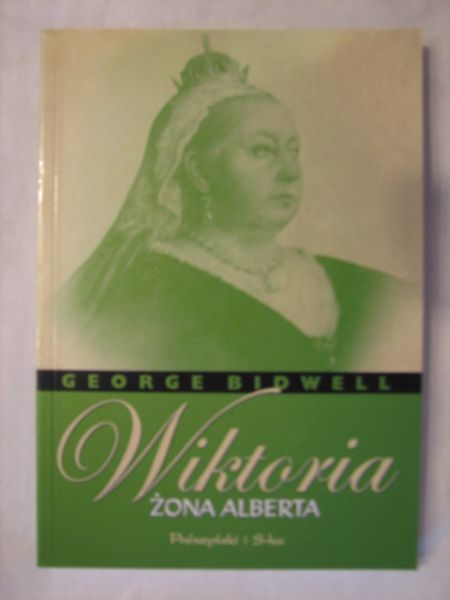 GEORGE BIDWELL
Wiktoria
ŻONA ALBERTA
Prószyński i S-ka